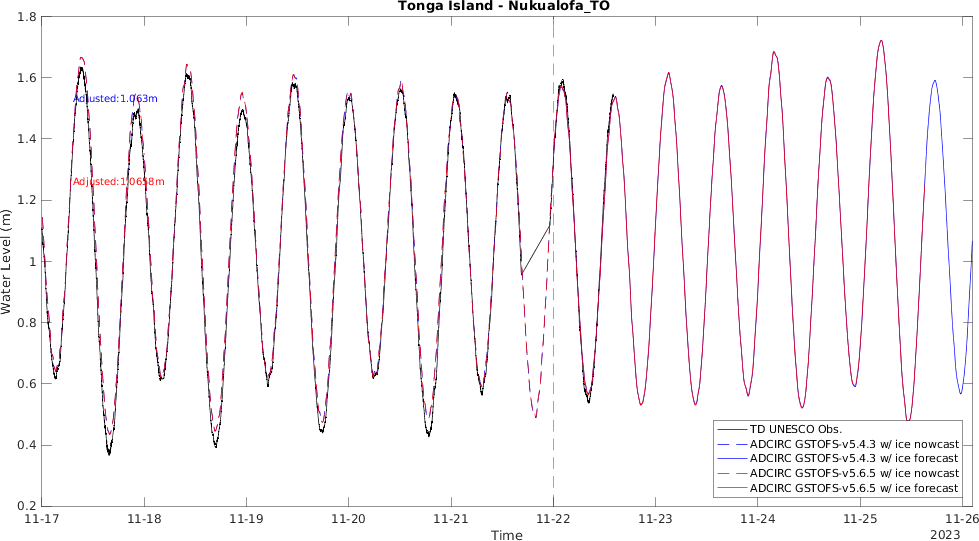 Tonga Island - Nukualofa_TO
1.8
1.6
1.4
1.2
1
0.8
0.6
0.4
0.2
Water Level (m)
Adjusted:1.063m
Adjusted:1.0658m
TD UNESCO Obs.
ADCIRC GSTOFS-v5.4.3 w/ ice nowcast
ADCIRC GSTOFS-v5.4.3 w/ ice forecast
ADCIRC GSTOFS-v5.6.5 w/ ice nowcast
ADCIRC GSTOFS-v5.6.5 w/ ice forecast
11-17 11-18 11-19 11-20 11-21 11-22 11-23 11-24 11-25 11-26
Time
2023